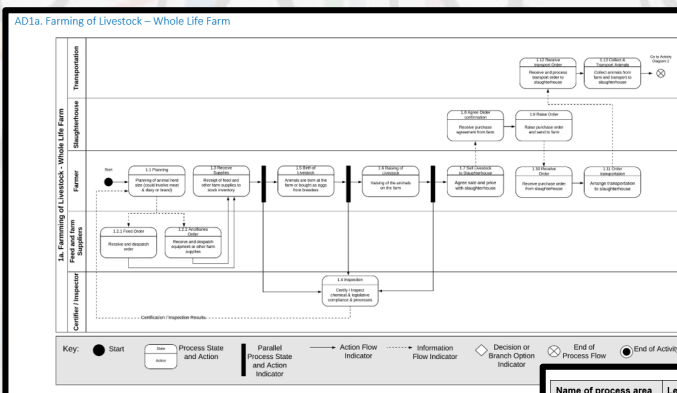 AD1a. Farming of Livestock – Whole Life Farm
1a. Farmming of Livestock - Whole Life Farm
Transportation
1.12 Receive
transport Order
Receive and process
transport order to
slaughterhouse
1.13 Collect &
Transport Animals
Collect animals from
farm and transport to
slaughterhouse
Go to Activity
Diagram 2
Slaughterhouse
1.8 Agree Order
confirmation
Receive purchase
agreement from farm
1.9 Raise Order
Raise purchase order
and send to farm
Farmer
Start
1.1 Planning
Planning of animal herd
size (could involve meat
& dairy or breed)
1.3 Receive
Supplies
Receipt of feed and
other farm supplies to
stock inventory
1.5 Birth of
Livestock
Animals are born at the
farm or bought as eggs
from breeders
1.6 Raising of
Livestock
Raising of the animals
on the farm
1.7 Sell Livestock
to Slaughterhouse
Agree sale and price
with slaughterhouse
1.10 Receive
Order
Receive purchase order
from slaughterhouse
1.11 Order
transportation
Arrange transportation
to slaughterhouse
Feed and farm
Suppliers
1.2.1 Feed Order
Receive and despatch
order
1.2.1
Order
Receive and despatch
equipment or other farm
supplies
Certifier / Inspector
1.4 Inspection
Certify / Inspect
chemical & legislative
compliance & processes
Certification / Inspection Results
Key:
Start
State
Action
Process State
and Action
Parallel
Process State
and Action
Indicator
Action Flow
Indicator
Information
Flow Indicator
Decision or
Branch Option
Indicator
End of
Process Flow
End of Activity
Name of process area